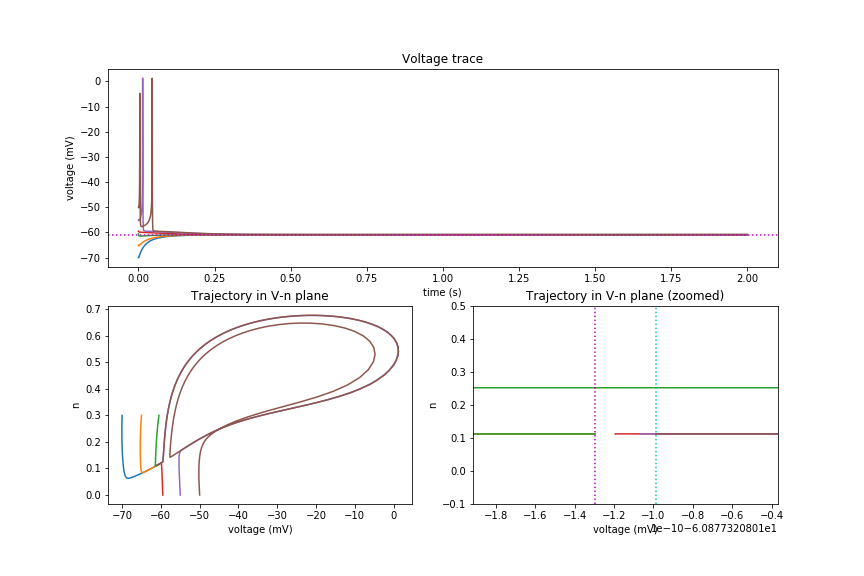 Voltage trace
voltage (mV)
0
−10
−20
−30
−40
−50
−60
−70
0.00 0.25 0.50 0.75 1.00 1.25 1.50 1.75 2.00
time (s)
Trajectory in V-n plane
n
0.7
0.6
0.5
0.4
0.3
0.2
0.1
0.0
−70 −60 −50 −40 −30 −20 −10 0
voltage (mV)
Trajectory in V-n plane (zoomed)
n
0.5
0.4
0.3
0.2
0.1
0.0
−0.1
−1.8 −1.6 −1.4 −1.2 −1.0 −0.8 −0.6 −0.4
voltage (mV)
1e−10−6.0877320801e1